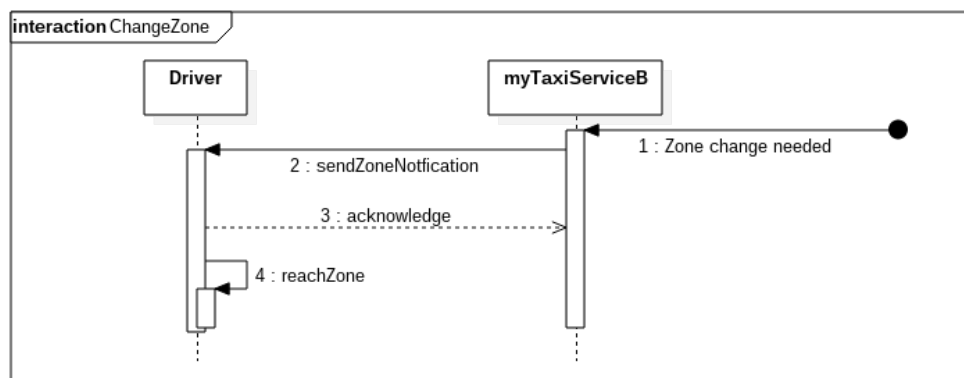 interaction ChangeZone
Driver
myTaxiServiceB
1 : Zone change needed
2 : sendZoneNotfication
3 : acknowledge
4 : reachZone